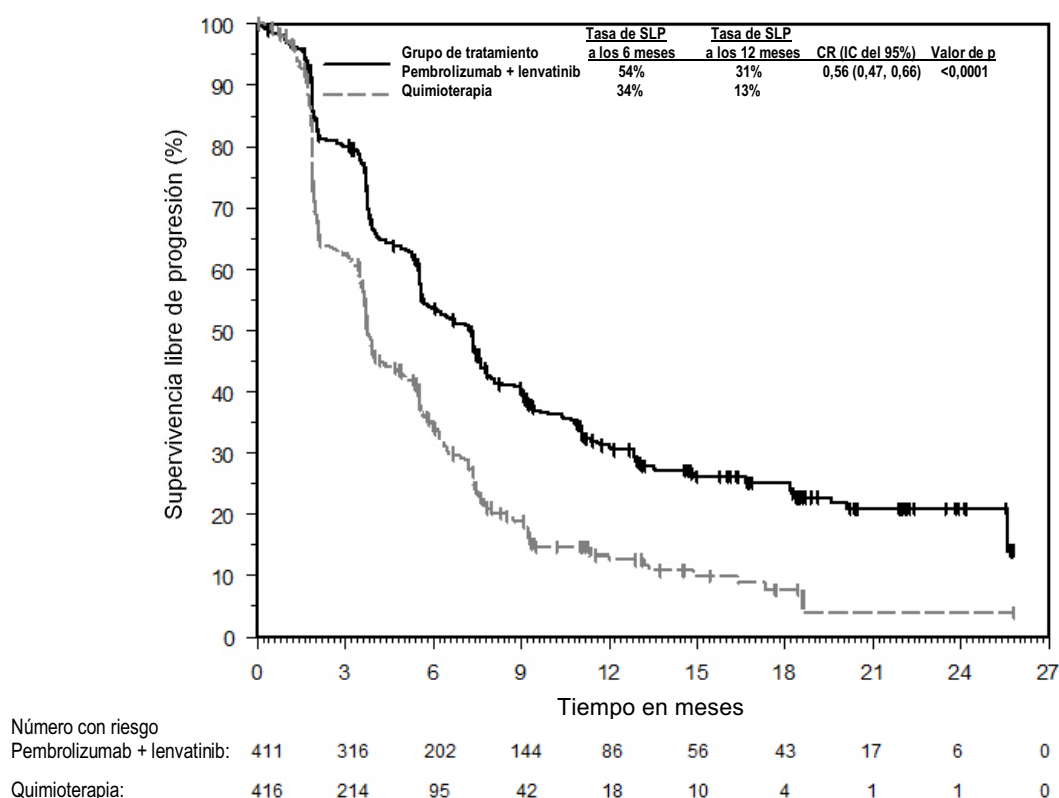 Tasa de SLP Tasa de SLP
Grupo de tratamiento a los 6 meses a los 12 meses CR (IC del 95%) Valor de p
Pembrolizumab + lenvatinib 54% 31% 0,56 (0,47, 0,66) <0,0001
Quimioterapia 34% 13%
Supervivencia libre de progresión (%)
100
90
80
70
60
50
40
30
20
10
0
0 3 6 9 12 15 18 21 24 27
Tiempo en meses
Número con riesgo
Pembrolizumab + lenvatinib: 411 316 202 144 86 56 43 17 6 0
Quimioterapia: 416 214 95 42 18 10 4 1 1 0